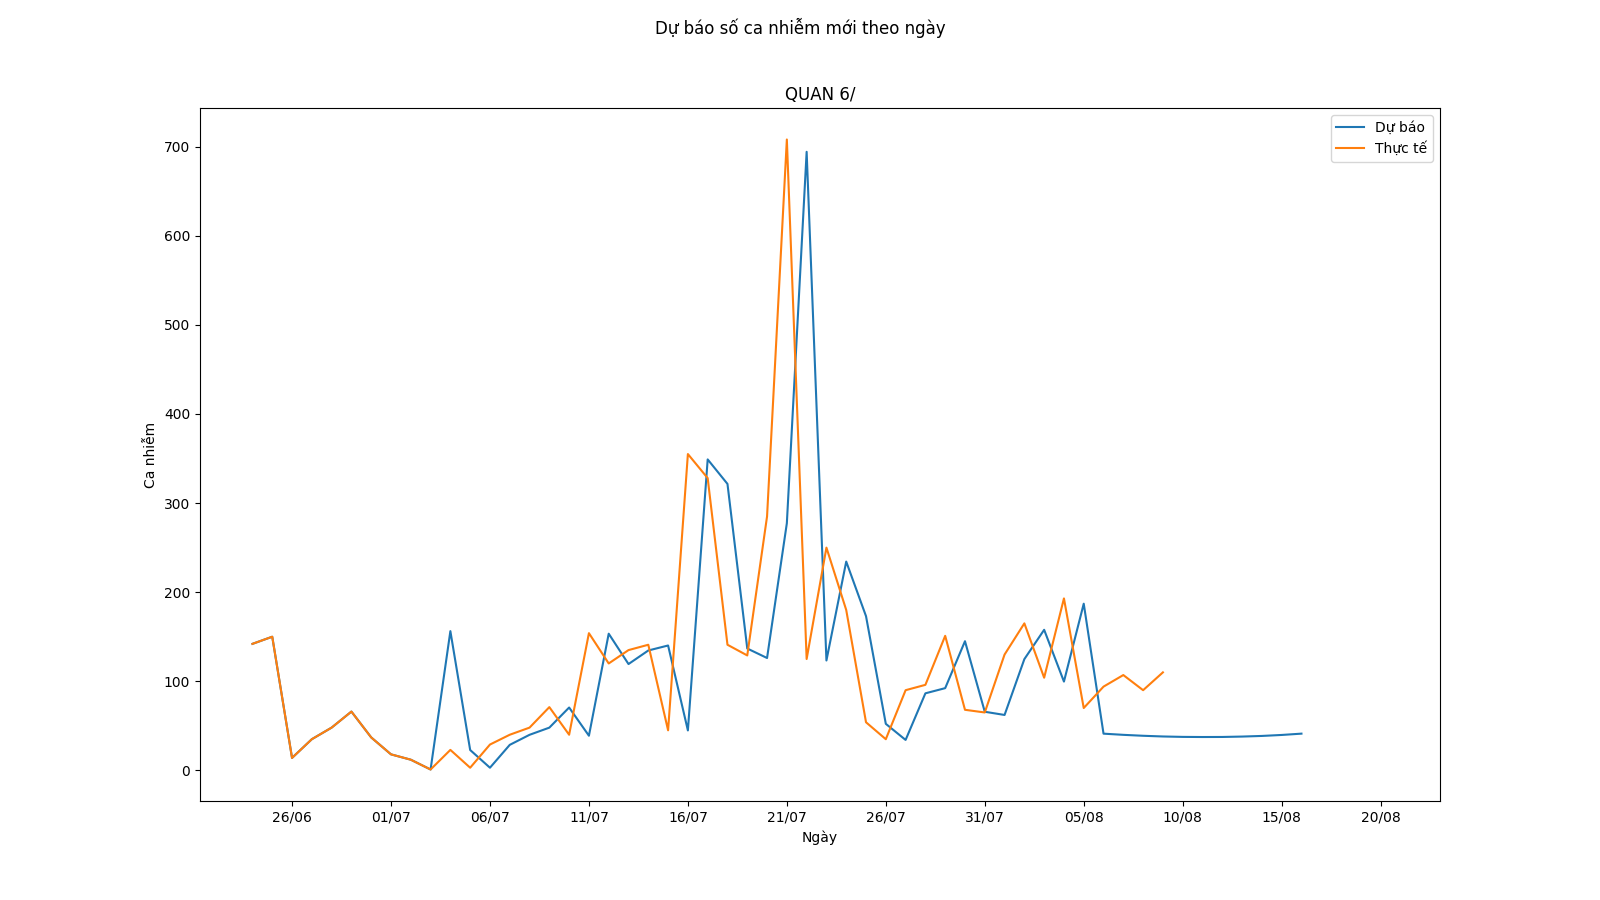 Dự báo số ca nhiễm mới theo ngày
QUAN 6/
Dự báo
Thực tế
700
600
500
400
300
200
100
0
Ca nhiễm
26/06 01/07 06/07 11/07 16/07 21/07 26/07 31/07 05/08 10/08 15/08 20/08
Ngày